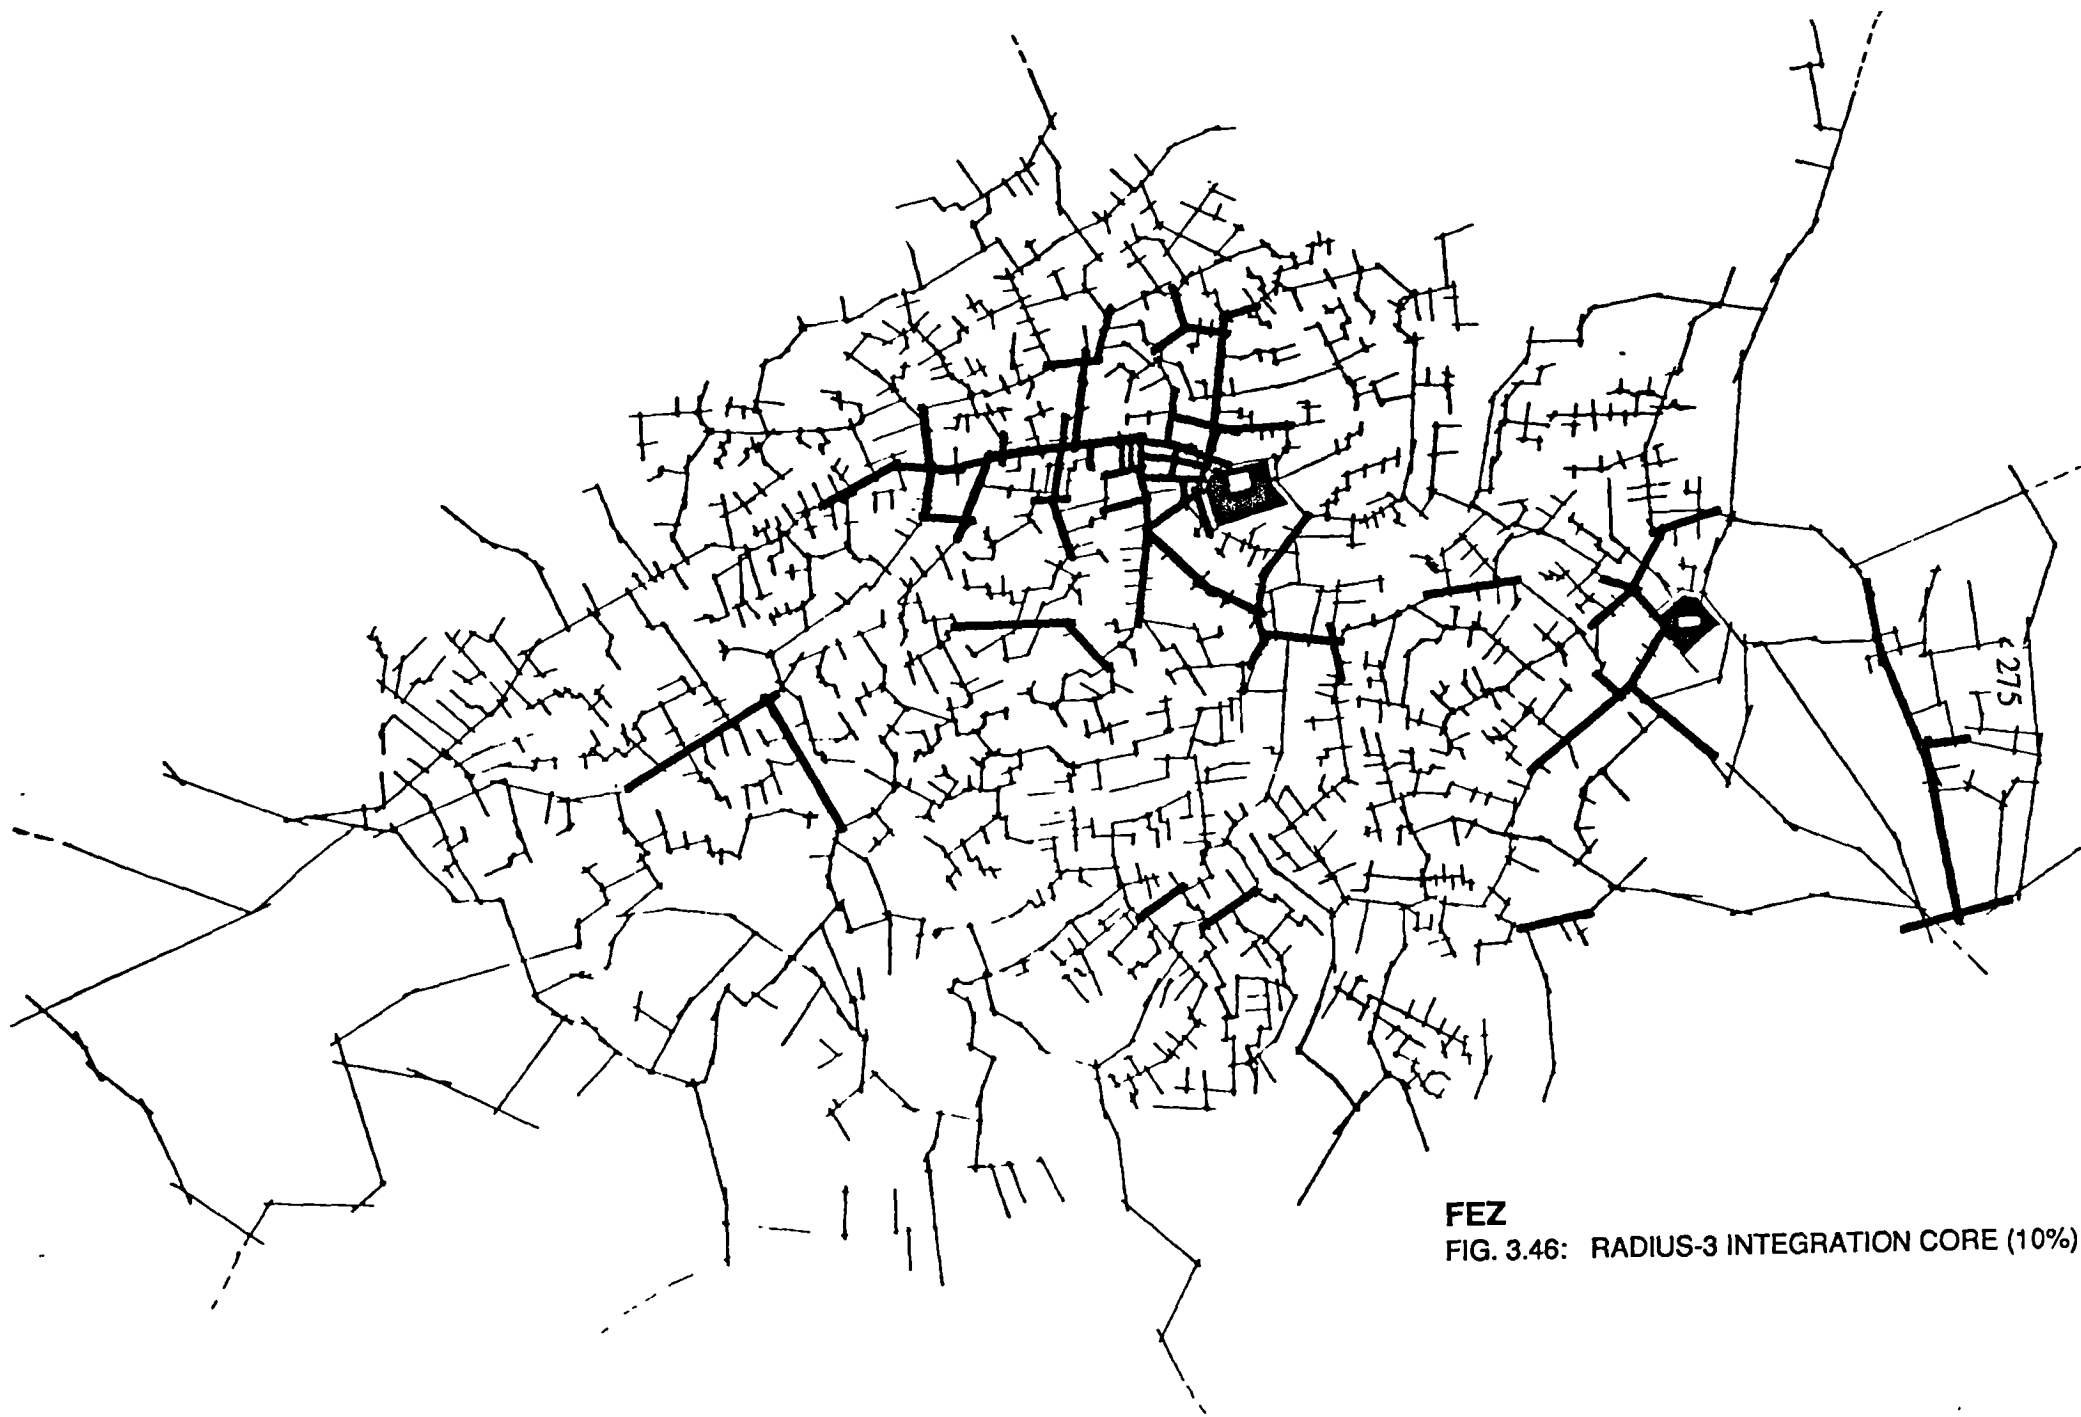 275
FEZ
FIG. 3.46: RADIUS-3 INTEGRATION CORE (10%)